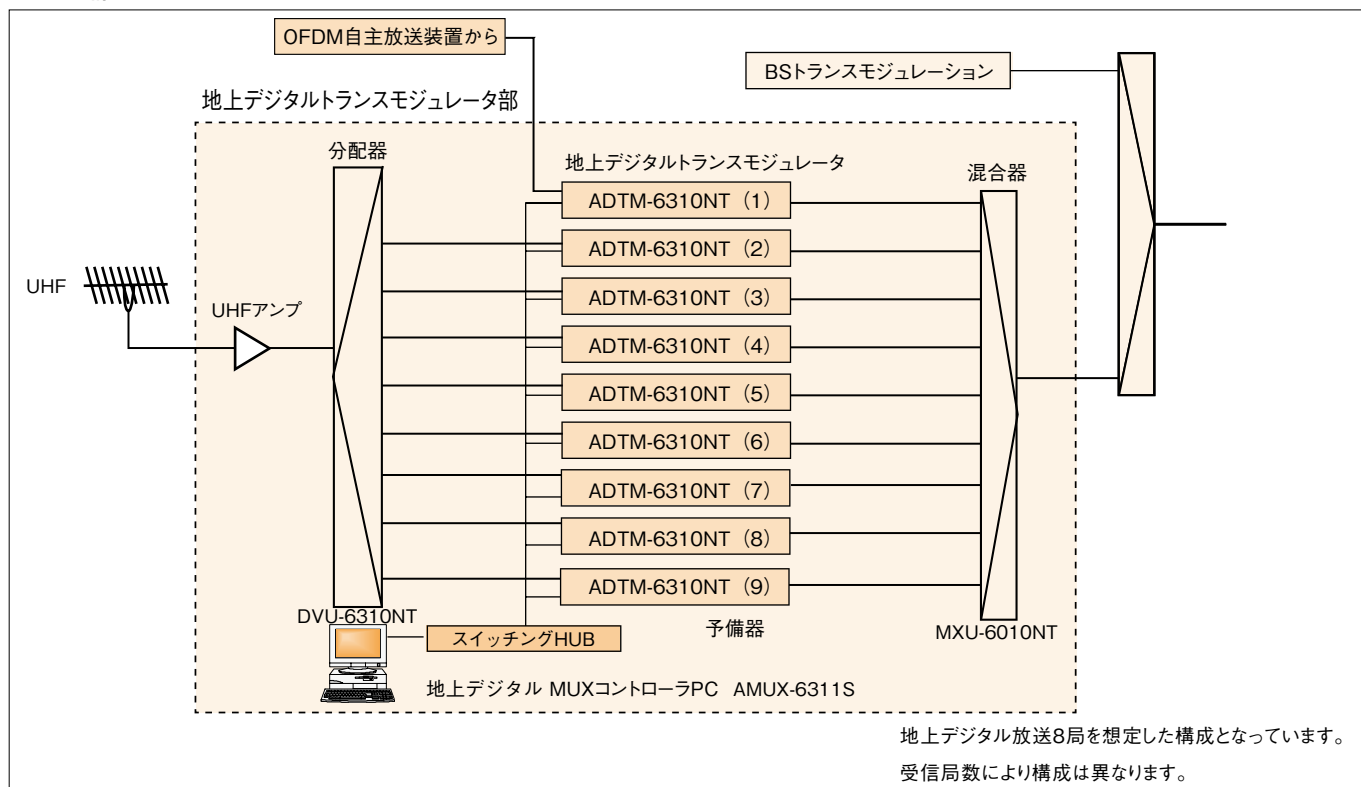 OFDM自主放送装置から
BSトランスモジュレーション
地上デジタルトランスモジュレータ部
分配器
地上デジタルトランスモジュレータ
混合器
ADTM-6310NT（1）
ADTM-6310NT（2）
ADTM-6310NT（3）
ADTM-6310NT（4）
ADTM-6310NT（5）
ADTM-6310NT（6）
ADTM-6310NT（7）
ADTM-6310NT（8）
ADTM-6310NT（9）
UHF
UHFアンプ
DVU-6310NT
予備器
MXU-6010NT
スイッチングHUB
地上デジタル MUXコントローラPC AMUX-6311S
地上デジタル放送8局を想定した構成となっています。
受信局数により構成は異なります。